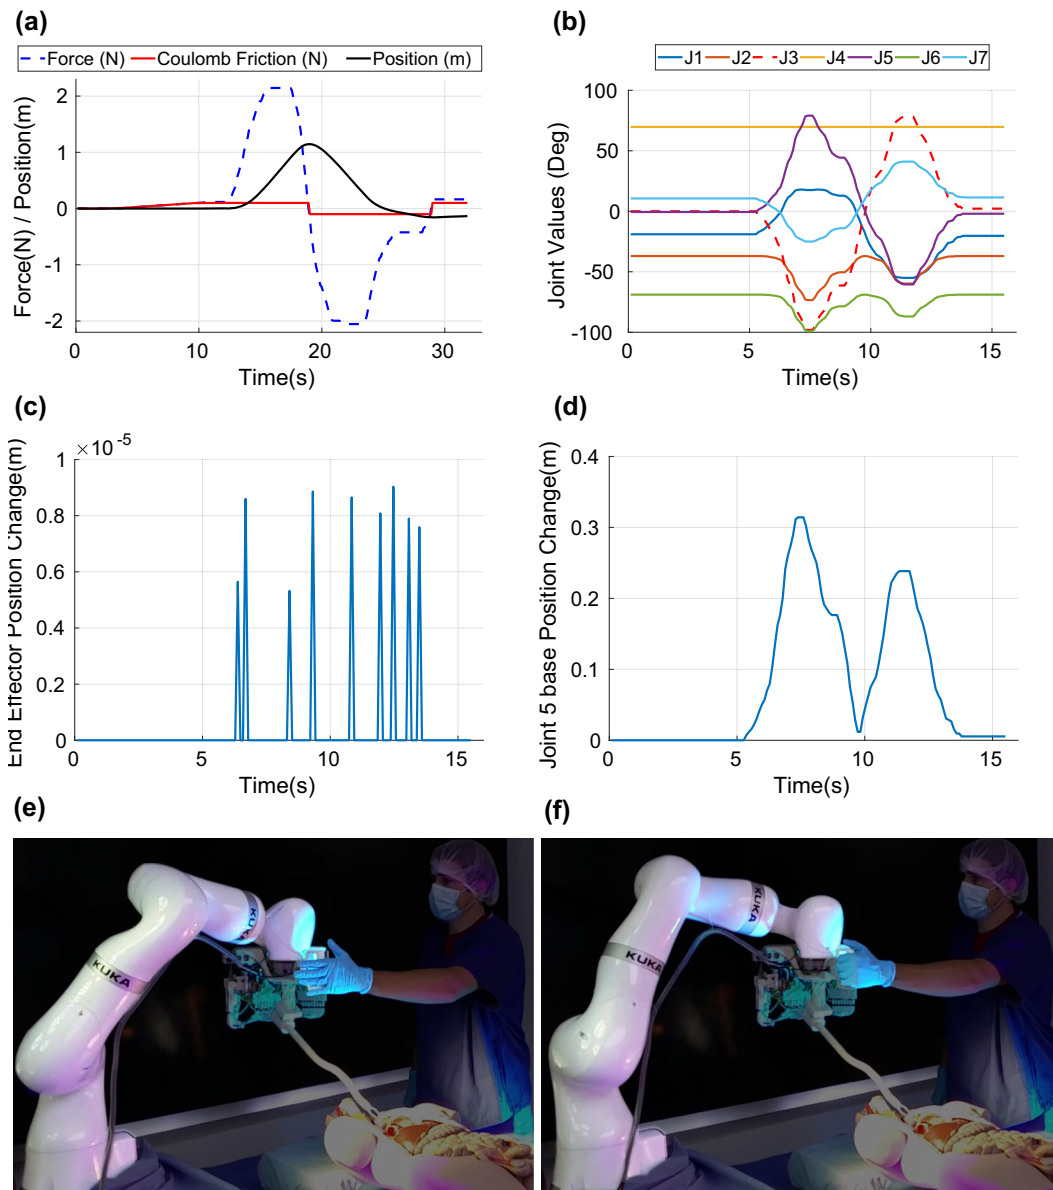 (a)
Force (N) Coulomb Friction (N) Position (m)
2
1
0
-1
-2
Force(N) / Position(m)
0 10 20 30
Time(s)
(b)
J1 J2 J3 J4 J5 J6 J7
100
50
0
-50
-100
Joint Values (Deg)
0 5 10 15
Time(s)
(c)
×10 -5
1
0.8
0.6
0.4
0.2
0
End Effector Position Change(m)
0 5 10 15
Time(s)
(d)
0.4
0.3
0.2
0.1
0
Joint 5 base Position Change(m)
0 5 10 15
Time(s)
(e)
KUKA
KUKA
(f)
KUKA
KUKA